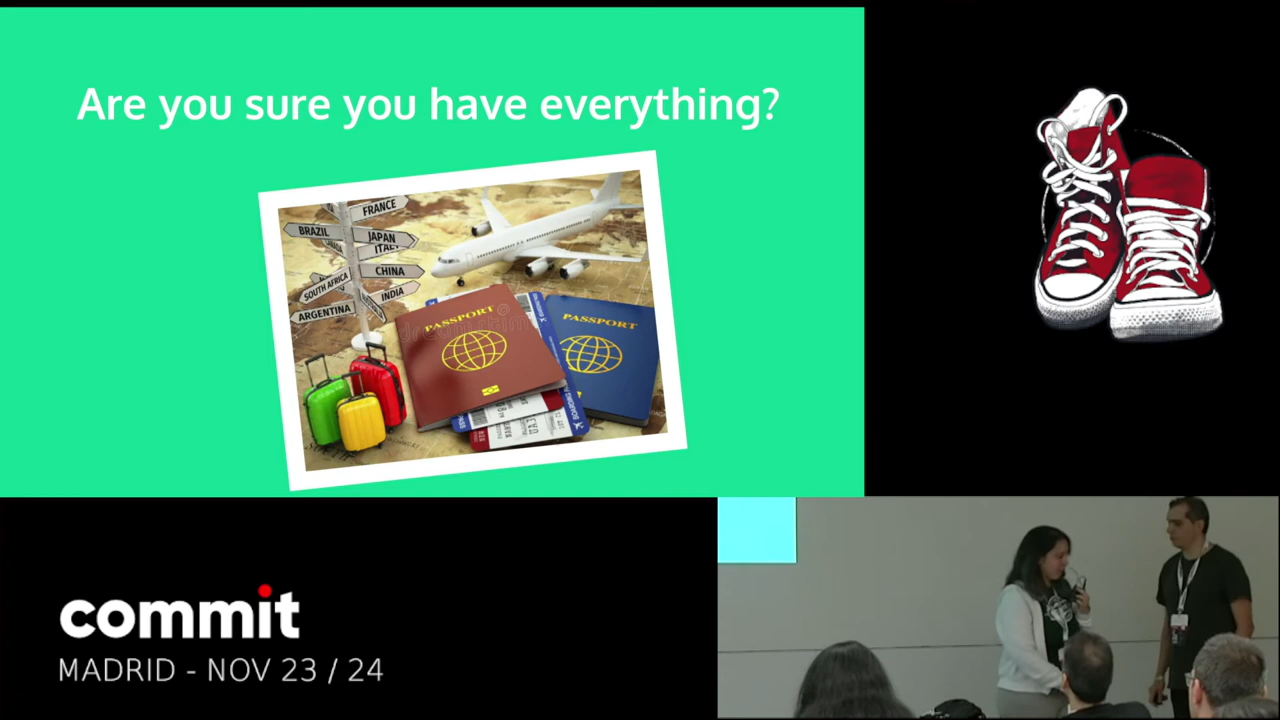 Are you sure you have everything?
FRANCE
BRAZIL
JAPAN
ITALY
CHINA
SOUTH AFRICA
INDIA
ARGENTINA
PASSPORT
PASSPORT
commit
MADRID - NOV 23 / 24